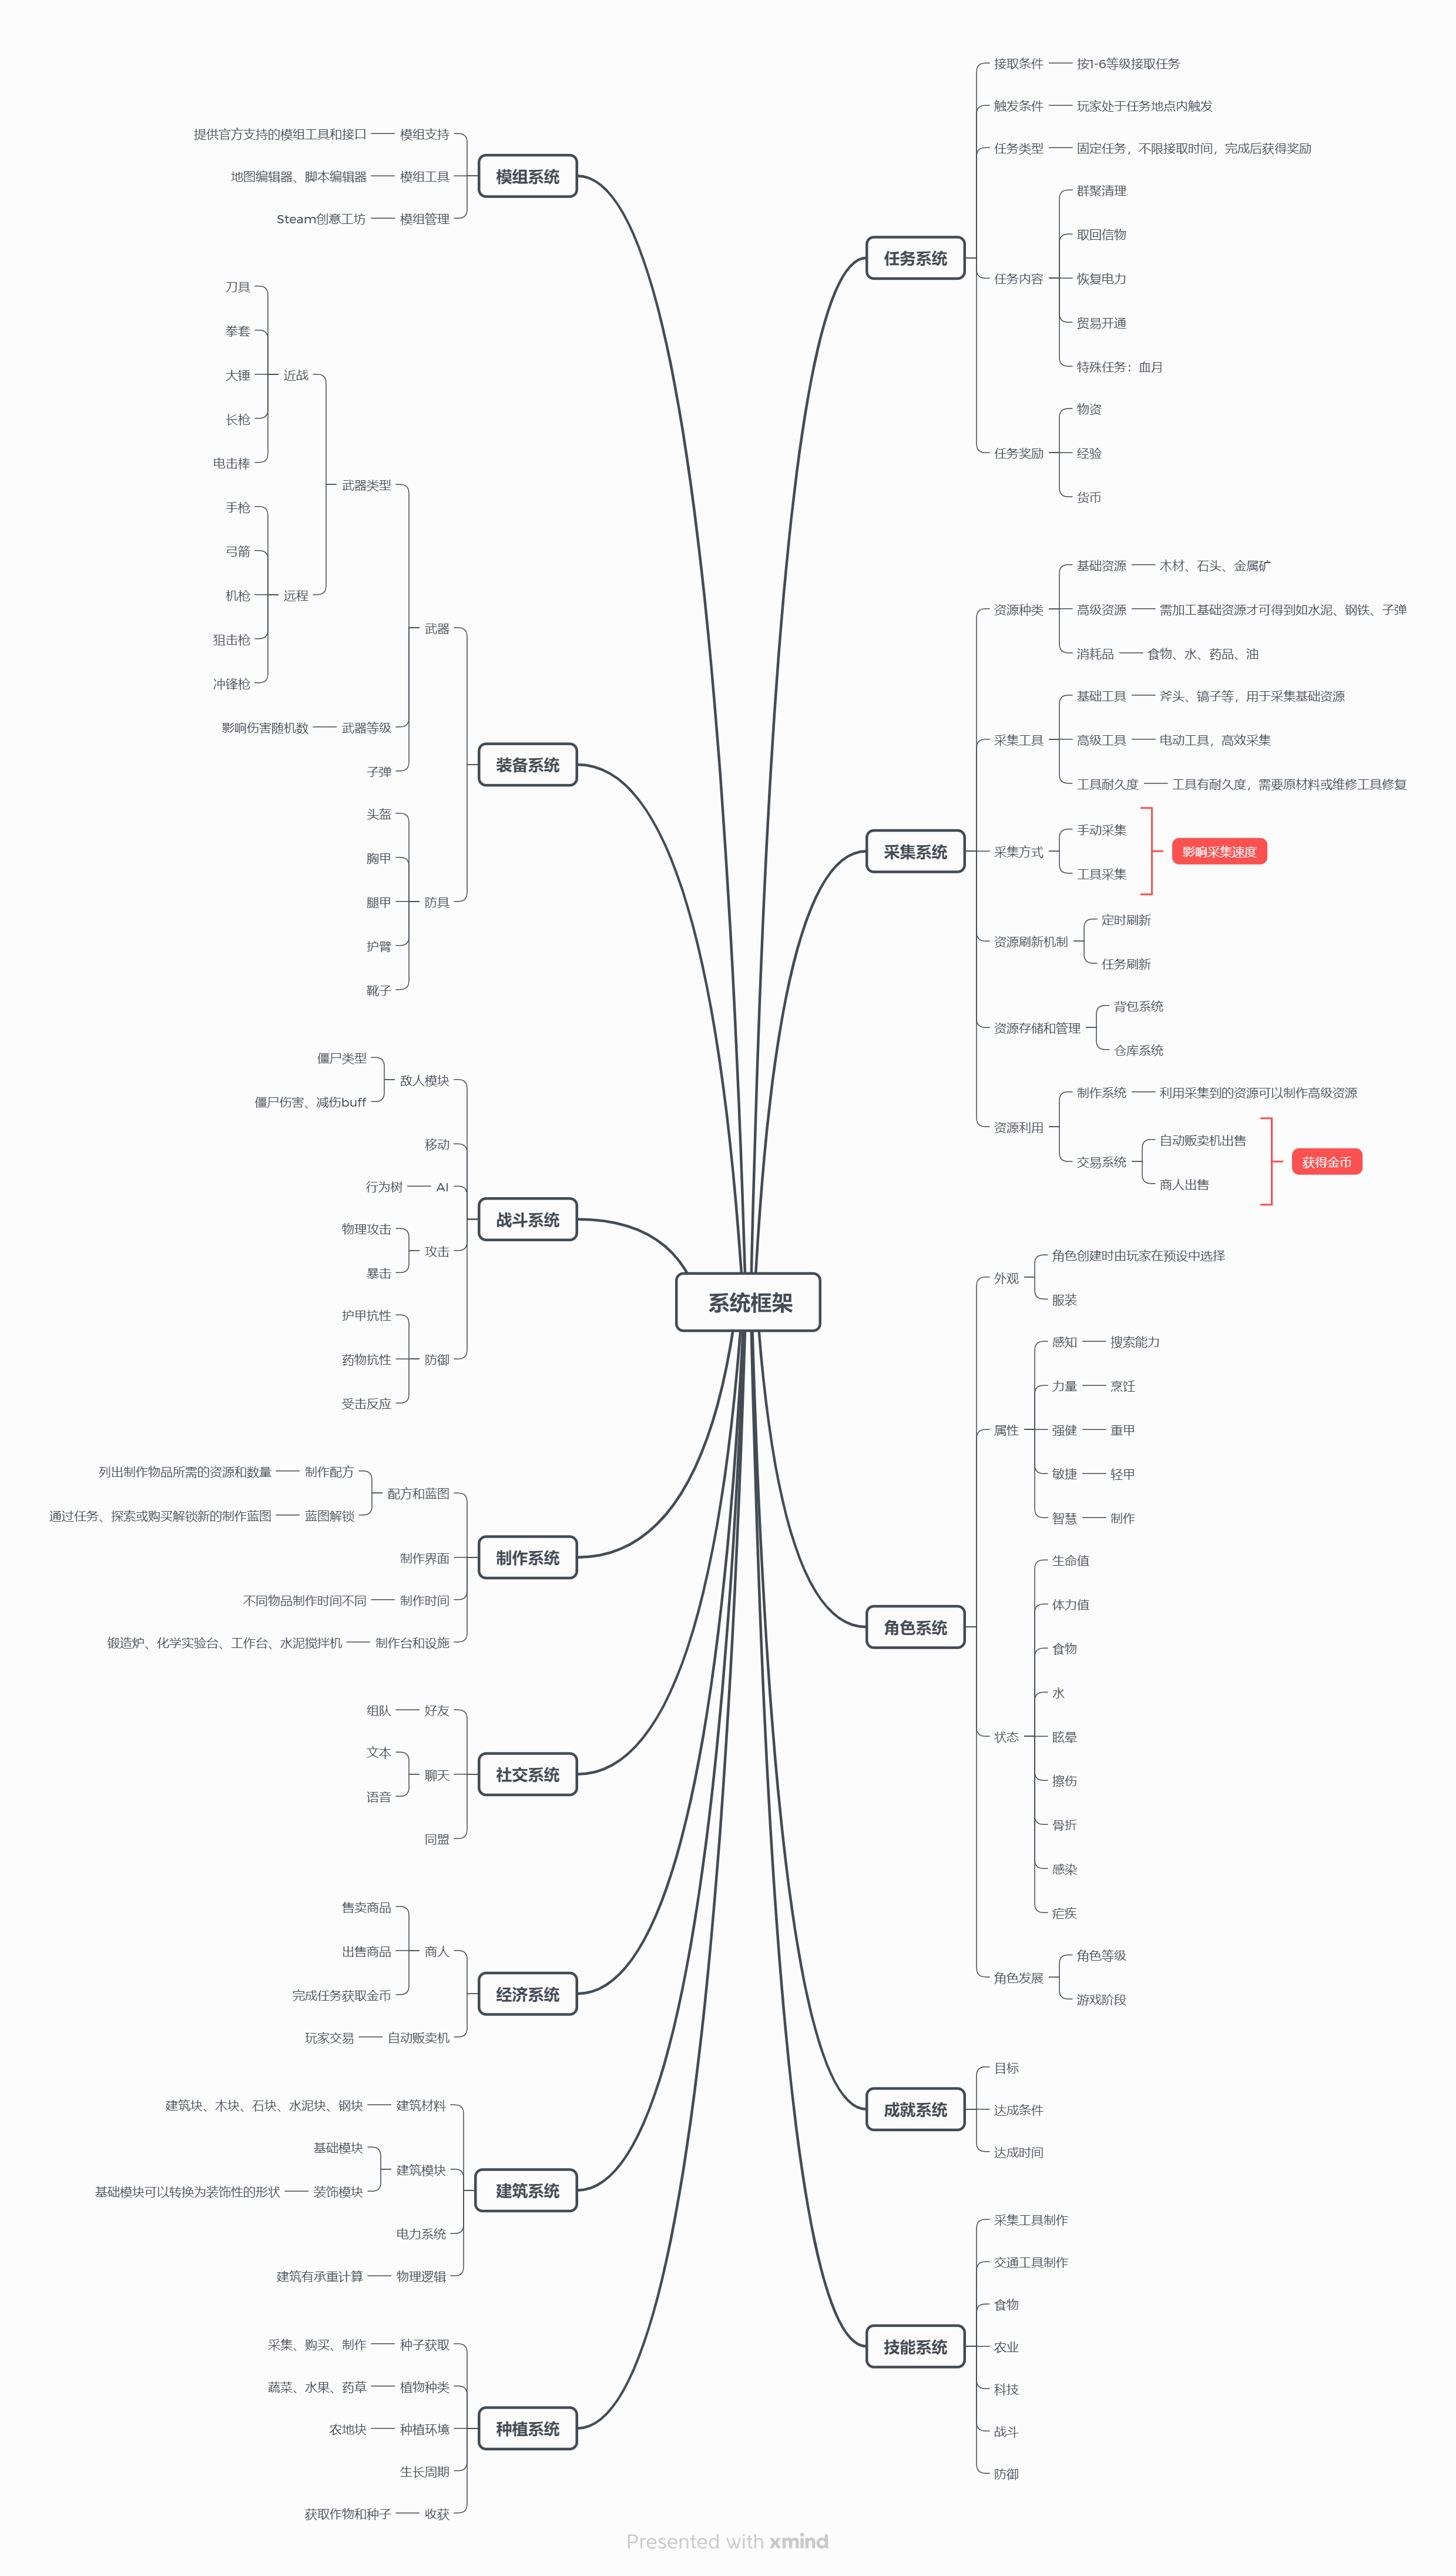 系统框架
任务系统
接取条件
按1-6等级接取任务
触发条件
玩家处于任务地点内触发
任务类型
固定任务，不限接取时间，完成后获得奖励
任务内容
群聚清理
取回信物
恢复电力
贸易开通
特殊任务：血月
任务奖励
物资
经验
货币
采集系统
资源种类
基础资源
木材、石头、金属矿
高级资源
需加工基础资源才可得到如水泥、钢铁、子弹
消耗品
食物、水、药品、油
采集工具
基础工具
斧头、镐子等，用于采集基础资源
高级工具
电动工具，高效采集
工具耐久度
工具有耐久度，需要原材料或维修工具修复
采集方式
手动采集
工具采集
影响采集速度
资源刷新机制
定时刷新
任务刷新
资源存储和管理
背包系统
仓库系统
资源利用
制作系统
利用采集到的资源可以制作高级资源
交易系统
自动贩卖机出售
商人出售
获得金币
角色系统
外观
角色创建时由玩家在预设中选择
服装
属性
感知
搜索能力
力量
烹饪
强健
重甲
敏捷
轻甲
智慧
制作
状态
生命值
体力值
食物
水
眩晕
擦伤
骨折
感染
疟疾
角色发展
角色等级
游戏阶段
成就系统
目标
达成条件
达成时间
技能系统
采集工具制作
交通工具制作
食物
农业
科技
战斗
防御
模组系统
模组支持
提供官方支持的模组工具和接口
模组工具
地图编辑器、脚本编辑器
模组管理
Steam创意工坊
装备系统
武器
武器类型
近战
刀具
拳套
大锤
长枪
电击棒
远程
手枪
弓箭
机枪
狙击枪
冲锋枪
武器等级
影响伤害随机数
子弹
防具
头盔
胸甲
腿甲
护臂
靴子
战斗系统
敌人模块
僵尸类型
僵尸伤害、减伤buff
移动
AI
行为树
攻击
物理攻击
暴击
防御
护甲抗性
药物抗性
受击反应
制作系统
配方和蓝图
制作配方
列出制作物品所需的资源和数量
蓝图解锁
通过任务、探索或购买解锁新的制作蓝图
制作界面
制作时间
不同物品制作时间不同
制作台和设施
锻造炉、化学实验台、工作台、水泥搅拌机
社交系统
好友
组队
聊天
文本
语音
同盟
经济系统
商人
售卖商品
出售商品
完成任务获取金币
自动贩卖机
玩家交易
建筑系统
建筑材料
建筑块、木块、石块、水泥块、钢块
建筑模块
基础模块
装饰模块
基础模块可以转换为装饰性的形状
电力系统
物理逻辑
建筑有承重计算
种植系统
种子获取
采集、购买、制作
植物种类
蔬菜、水果、药草
种植环境
农地块
生长周期
收获
获取作物和种子
Presented with xmind